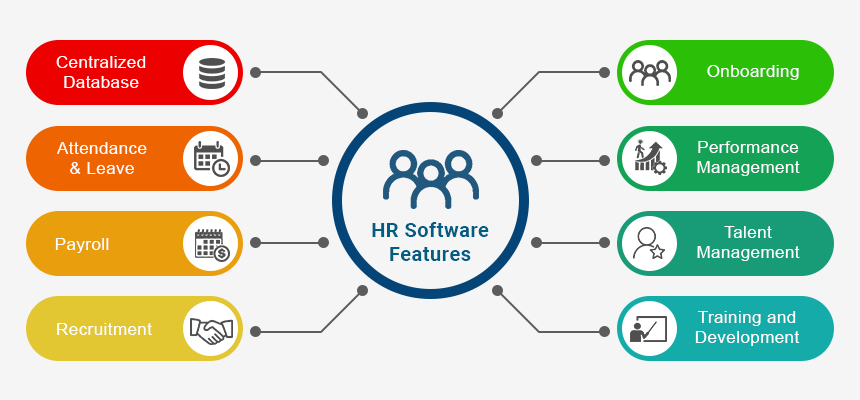 Centralized
Database
Attendance
& Leave
Payroll
Recruitment
HR Software
Features
Onboarding
Performance
Management
Talent
Management
Training and
Development